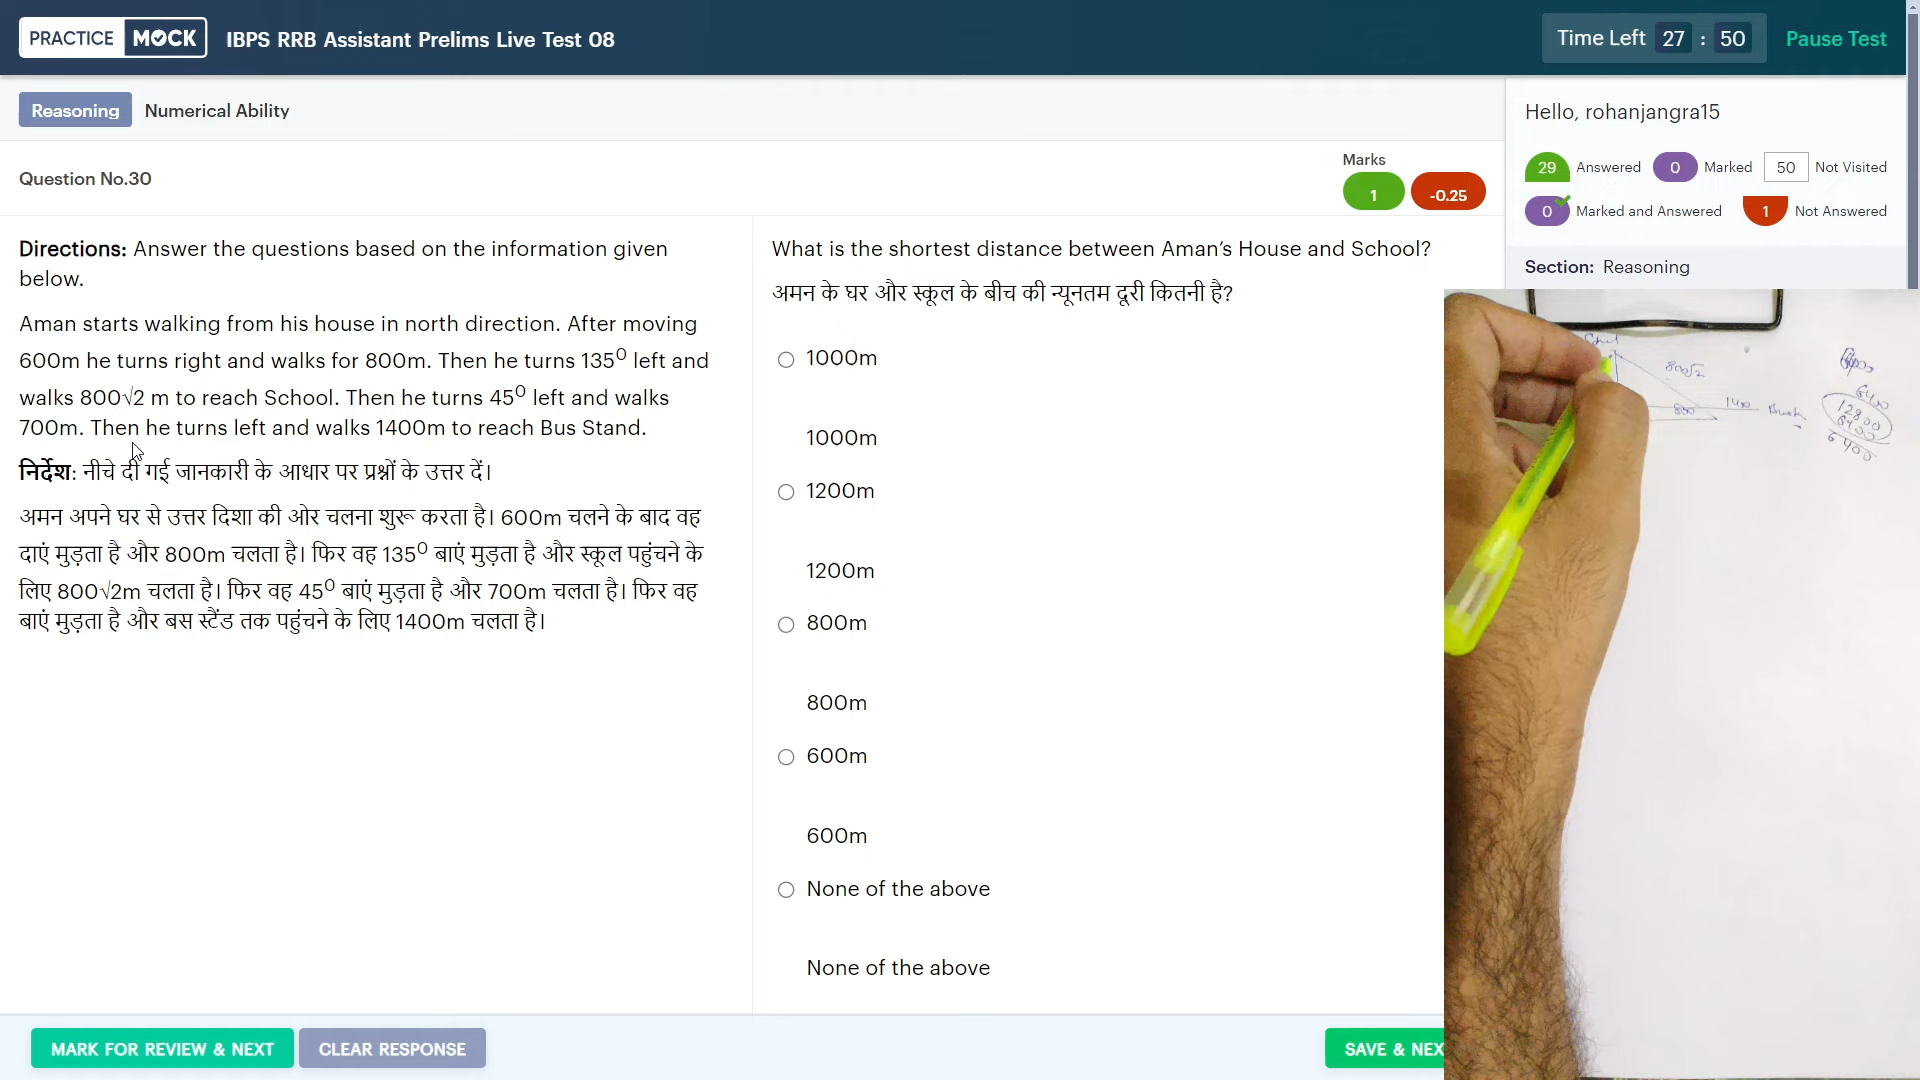 PRACTICE MOCK
IBPS RRB Assistant Prelims Live Test 08
Time Left 27 : 50
Pause Test
Reasoning
Numerical Ability
Hello, rohanjangra15
Question No.30
Marks
1
-0.25
29 Answered
0 Marked
50 Not Visited
0 Marked and Answered
1 Not Answered
Section: Reasoning
Directions: Answer the questions based on the information given
below.
Aman starts walking from his house in north direction. After moving
600m he turns right and walks for 800m. Then he turns 135⁰ left and
walks 800√2 m to reach School. Then he turns 45⁰ left and walks
700m. Then he turns left and walks 1400m to reach Bus Stand.
निर्देश: नीचे दी गई जानकारी के आधार पर प्रश्नों के उत्तर दें।
अमन अपने घर से उत्तर दिशा की ओर चलना शुरू करता है। 600m चलने के बाद वह
दाएं मुड़ता है और 800m चलता है। फिर वह 135⁰ बाएं मुड़ता है और स्कूल पहुंचने के
लिए 800√2m चलता है। फिर वह 45⁰ बाएं मुड़ता है और 700m चलता है। फिर वह
बाएं मुड़ता है और बस स्टैंड तक पहुंचने के लिए 1400m चलता है।
What is the shortest distance between Aman’s House and School?
अमन के घर और स्कूल के बीच की न्यूनतम दूरी कितनी है?
1000m
1000m
1200m
1200m
800m
800m
600m
600m
None of the above
None of the above
800√2
800
1400
6400
12800
6400
6400
MARK FOR REVIEW & NEXT
CLEAR RESPONSE
SAVE & NEX